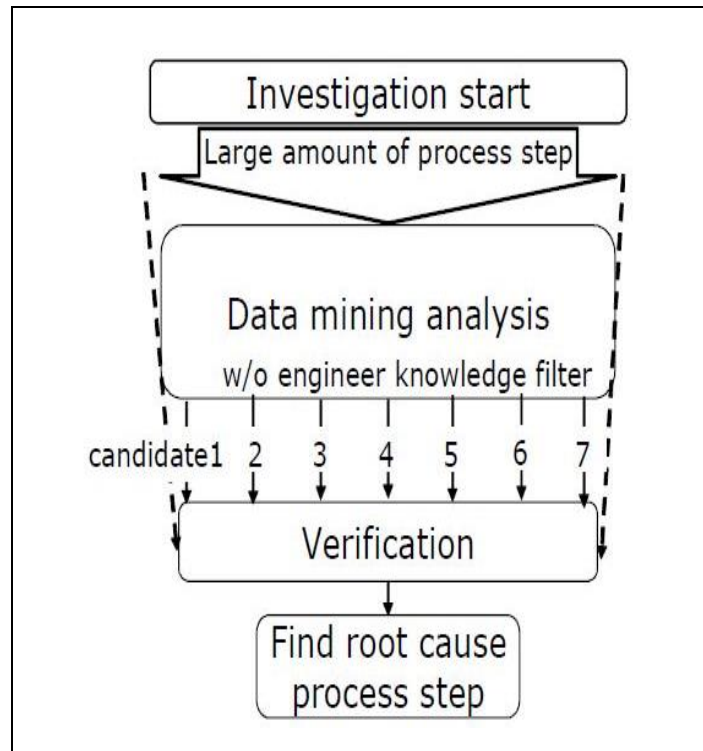 Investigation start
Large amount of process step
Data mining analysis
w/o engineer knowledge filter
candidate1 2 3 4 5 6 7
Verification
Find root cause
process step